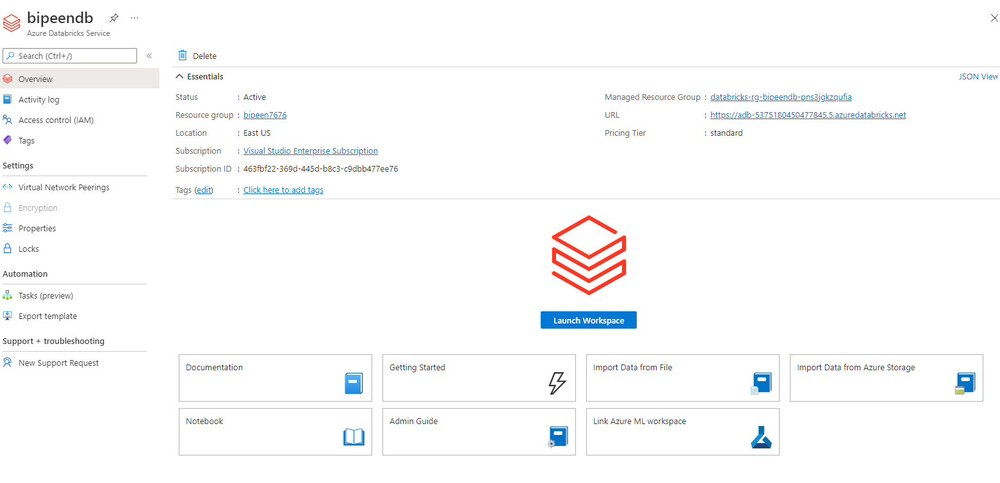 bipeendb
Azure Databricks Service
Search (Ctrl+/)
Overview
Activity log
Access control (IAM)
Tags
Settings
Virtual Network Peerings
Encryption
Properties
Locks
Automation
Tasks (preview)
Export template
Support + troubleshooting
New Support Request
Delete
Essentials
JSON View
Status : Active
Resource group : bipeen7676
Location : East US
Subscription : Visual Studio Enterprise Subscription
Subscription ID : 463fbf22-369d-445d-b8c3-c9dbb477ee76
Tags (edit) : Click here to add tags
Managed Resource Group : databricks-rg-bipeendb-pns3jgkzqufia
URL : https://adb-5375180450477845.5.azuredatabricks.net
Pricing Tier : standard
Launch Workspace
Documentation
Getting Started
Import Data from File
Import Data from Azure Storage
Notebook
Admin Guide
Link Azure ML workspace